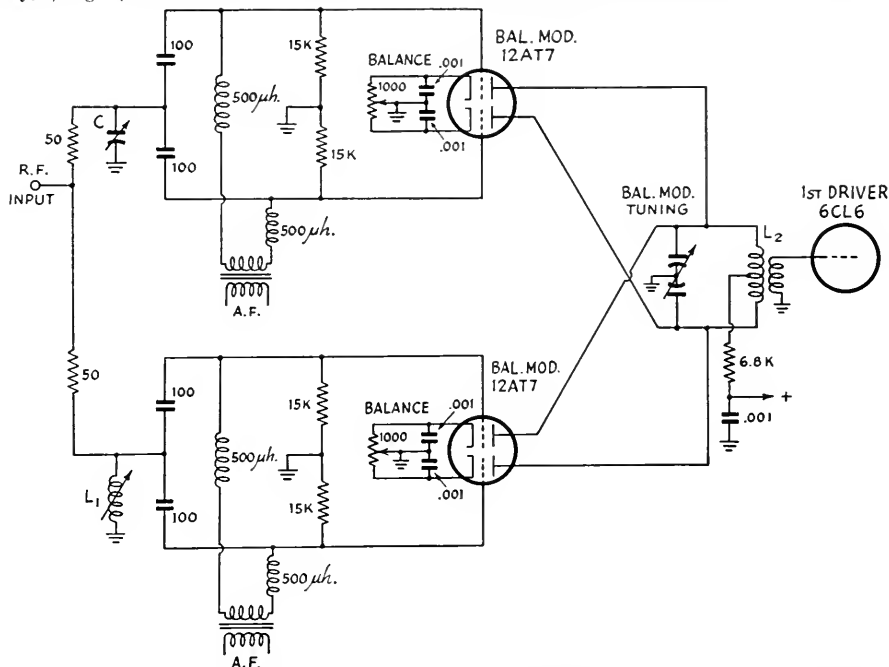 100
15K
BALANCE
.001
BAL. MOD.
12AT7
500µh.
1000
C
50
R.F.
INPUT
100
15K
.001
BAL. MOD.
TUNING
1ST DRIVER
6CL6
L2
500µh.
A.F.
6.8K
+
.001
50
100
15K
BALANCE
.001
BAL. MOD.
12AT7
500µh.
1000
L1
100
15K
.001
500µh.
A.F.